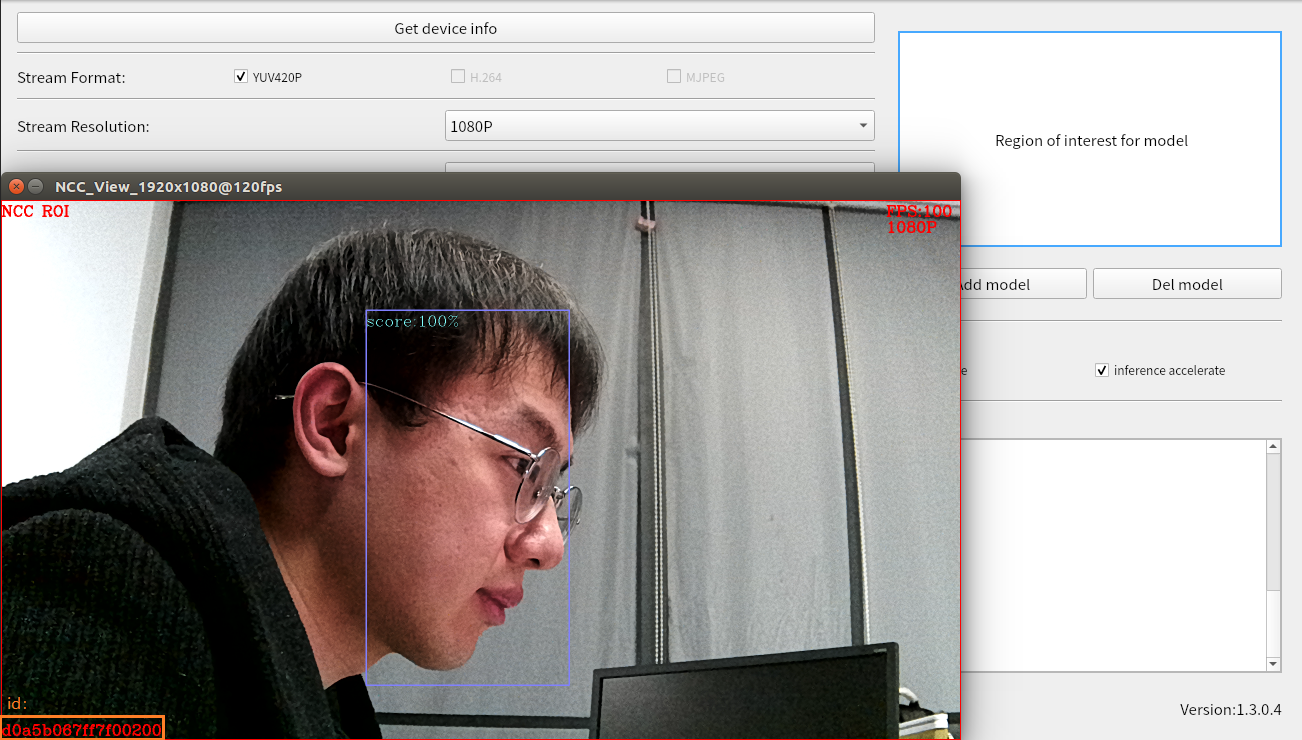 Get device info
Stream Format:
YUV420P
H.264
MJPEG
Stream Resolution:
1080P
Region of interest for model
NCC_View_1920x1080@120fps
NCC ROI
FPS:100
1080P
score:100%
dd model
Del model
e
inference accelerate
id:
d0a5b067ff7f00200
Version:1.3.0.4